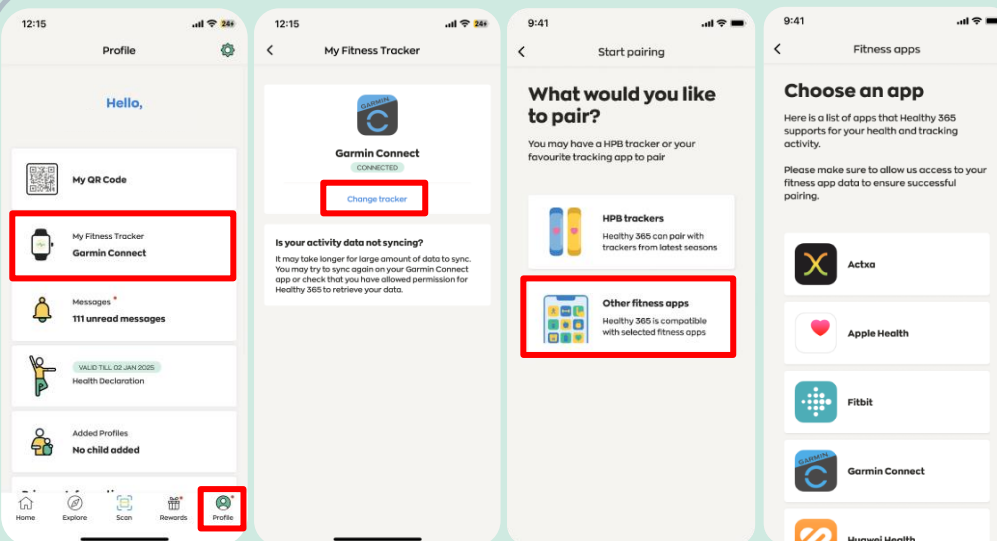 12:15
24+
Profile
Hello,
My QR Code
My Fitness Tracker
Garmin Connect
Messages
111 unread messages
VALID TILL 02 JAN 2025
Health Declaration
Added Profiles
No child added
Home
Explore
Scan
Rewards
Profile
12:15
24+
My Fitness Tracker
GARMIN
Garmin Connect
CONNECTED
Change tracker
Is your activity data not syncing?
It may take longer for large amount of data to sync.
You may try to sync again on your Garmin Connect
app or check that you have allowed permission for
Healthy 365 to retrieve your data.
9:41
Start pairing
What would you like
to pair?
You may have a HPB tracker or your
favourite tracking app to pair
HPB trackers
Healthy 365 can pair with
trackers from latest seasons
Other fitness apps
Healthy 365 is compatible
with selected fitness apps
9:41
Fitness apps
Choose an app
Here is a list of apps that Healthy 365
supports for your health and tracking
activity.
Please make sure to allow us access to your
fitness app data to ensure successful
pairing.
Actxa
Apple Health
Fitbit
GARMIN
Garmin Connect
Huawei Health